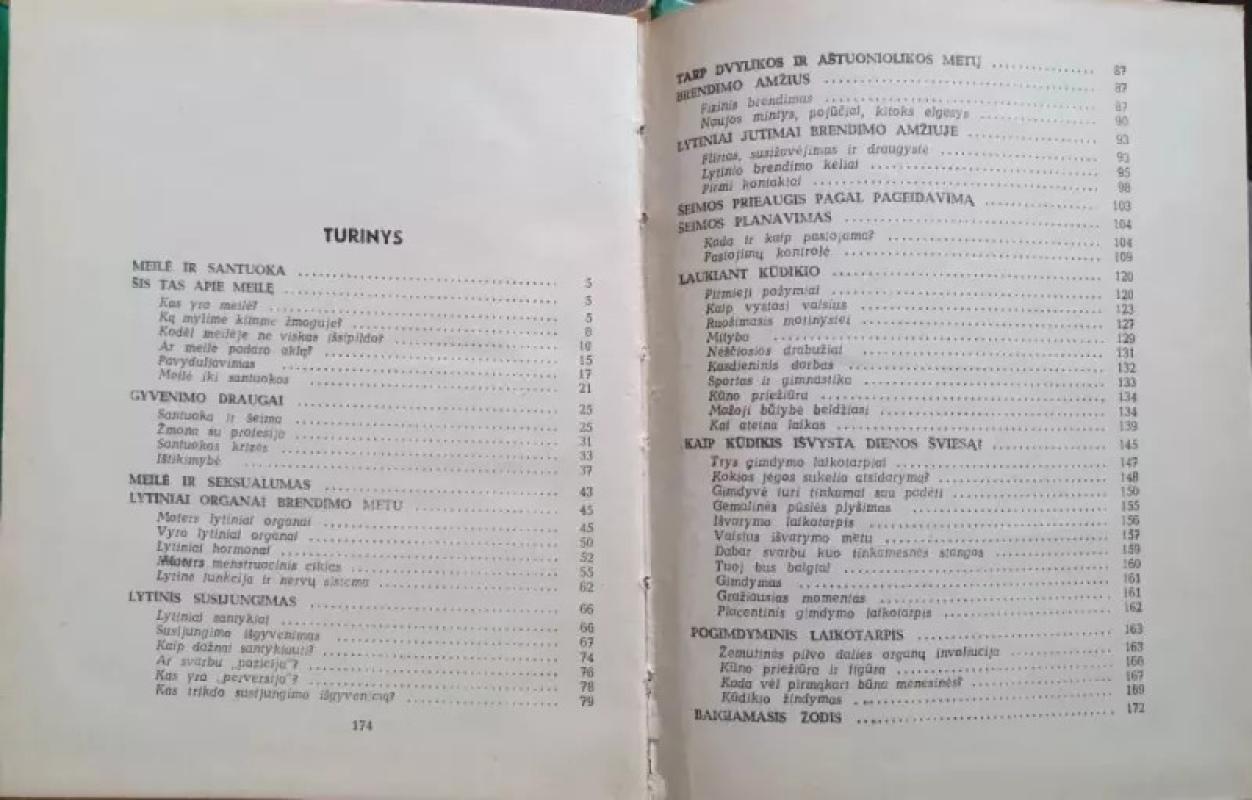 TURINYS
MEILĖ IR SANTUOKA . . . 5
ŠIS TAS APIE MEILĘ . . . 5
Kas yra meilė? . . . 5
Ką mylime kitame žmoguje? . . . 8
Kodėl meilėje ne viskas išsipildo? . . . 10
Ar meilė padaro aklą? . . . 15
Pavyduliavimas . . . 17
Meilė iki santuokos . . . 21
GYVENIMO DRAUGAI . . . 25
Santuoka ir šeima . . . 25
Žmona su profesija . . . 31
Santuokos krizės . . . 33
Ištikimybė . . . 37
MEILĖ IR SEKSUALUMAS . . . 43
LYTINIAI ORGANAI BRENDIMO METU . . . 45
Moters lytiniai organai . . . 45
Vyro lytiniai organai . . . 50
Lytiniai hormonai . . . 52
Moters menstruacinis ciklas . . . 55
Lytinė funkcija ir nervų sistema . . . 62
LYTINIS SUSIJUNGIMAS . . . 66
Lytiniai santykiai . . . 66
Susijungimo išgyvenimas . . . 67
Kaip dažnai santykiauti? . . . 74
Ar svarbu „pozicija"? . . . 76
Kas yra „perversija"? . . . 78
Kas trikdo susijungimo išgyvenimą? . . . 79
174
TARP DVYLIKOS IR AŠTUONIOLIKOS METŲ . . . 87
BRENDIMO AMŽIUS . . . 87
Fizinis brendimas . . . 87
Naujos mintys, pojūčiai, kitoks elgesys . . . 90
LYTINIAI JUTIMAI BRENDIMO AMŽIUJE . . . 93
Flirtas, susižavėjimas ir draugystė . . . 93
Lytinio brendimo keliai . . . 95
Pirmi kontaktai . . . 98
ŠEIMOS PRIEAUGIS PAGAL PAGEIDAVIMĄ . . . 103
ŠEIMOS PLANAVIMAS . . . 104
Kada ir kaip pastojama? . . . 104
Pastojimų kontrolė . . . 109
LAUKIANT KŪDIKIO . . . 120
Pirmieji požymiai . . . 120
Kaip vystosi vaisius . . . 123
Ruošimasis motinystei . . . 127
Mityba . . . 129
Nėščiosios drabužiai . . . 131
Kasdieninis darbas . . . 132
Sportas ir gimnastika . . . 133
Kūno priežiūra . . . 134
Mažoji būtybė beldžiasi . . . 134
Kai ateina laikas . . . 139
KAIP KŪDIKIS IŠVYSTA DIENOS ŠVIESĄ? . . . 145
Trys gimdymo laikotarpiai . . . 147
Kokios jėgos sukelia atsidarymą? . . . 148
Gimdyvė turi tinkamai sau padėti . . . 150
Gemalinės pūslės plyšimas . . . 155
Išvarymo laikotarpis . . . 156
Vaisius išvarymo metu . . . 157
Dabar svarbu kuo tinkamesnės stangos . . . 159
Tuoj bus baigta! . . . 160
Gimdymas . . . 161
Gražiausias momentas . . . 161
Placentinis gimdymo laikotarpis . . . 162
POGIMDYMINIS LAIKOTARPIS . . . 163
Žemutinės pilvo dalies organų involiucija . . . 163
Kūno priežiūra ir figūra . . . 166
Kada vėl pirmąkart būna mėnesinės? . . . 167
Kūdikio žindymas . . . 169
BAIGIAMASIS ŽODIS . . . 172